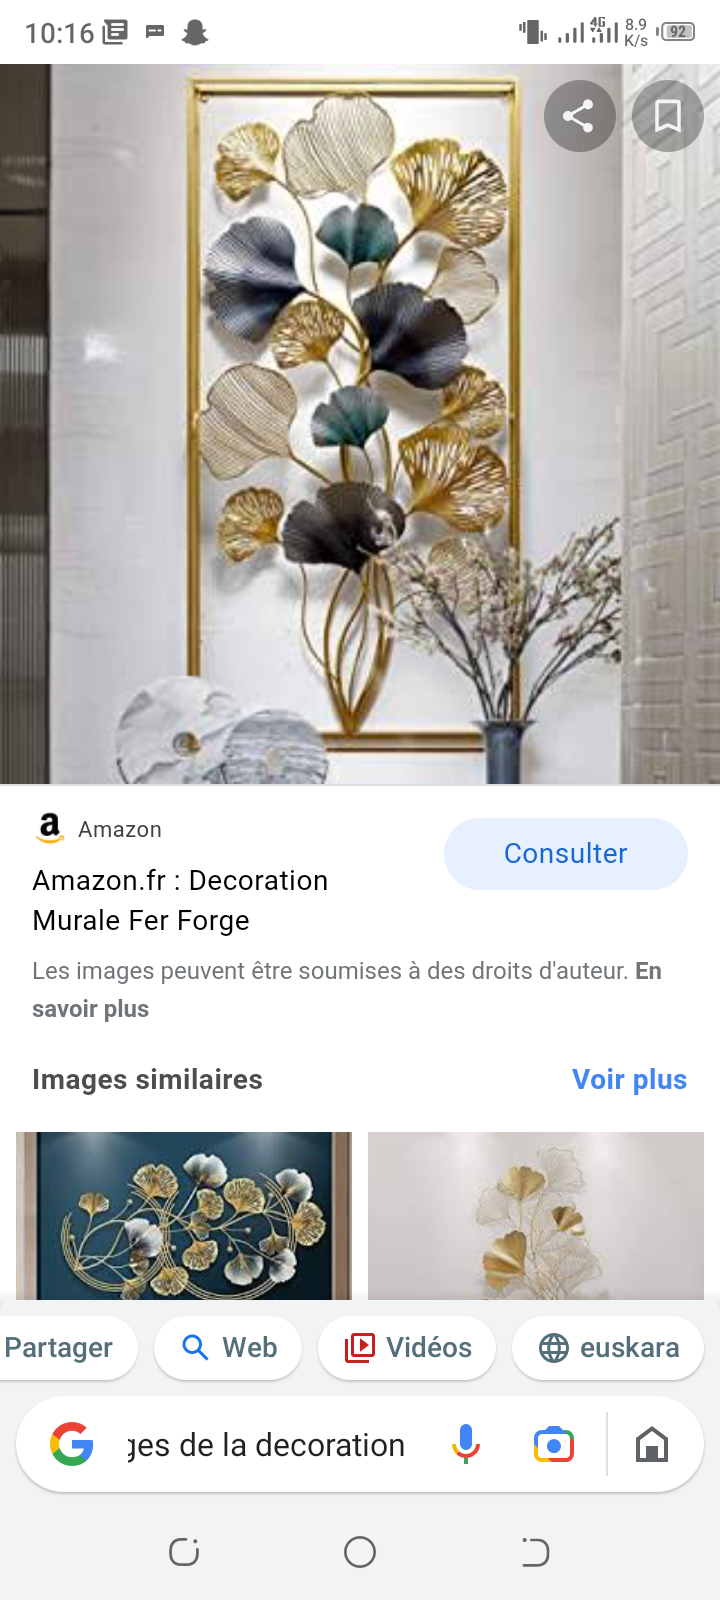 10:16
4G
8.9
K/s
92
Amazon
Consulter
Amazon.fr : Decoration
Murale Fer Forge
Les images peuvent être soumises à des droits d'auteur. En
savoir plus
Images similaires
Voir plus
Partager
Web
Vidéos
euskara
ges de la decoration